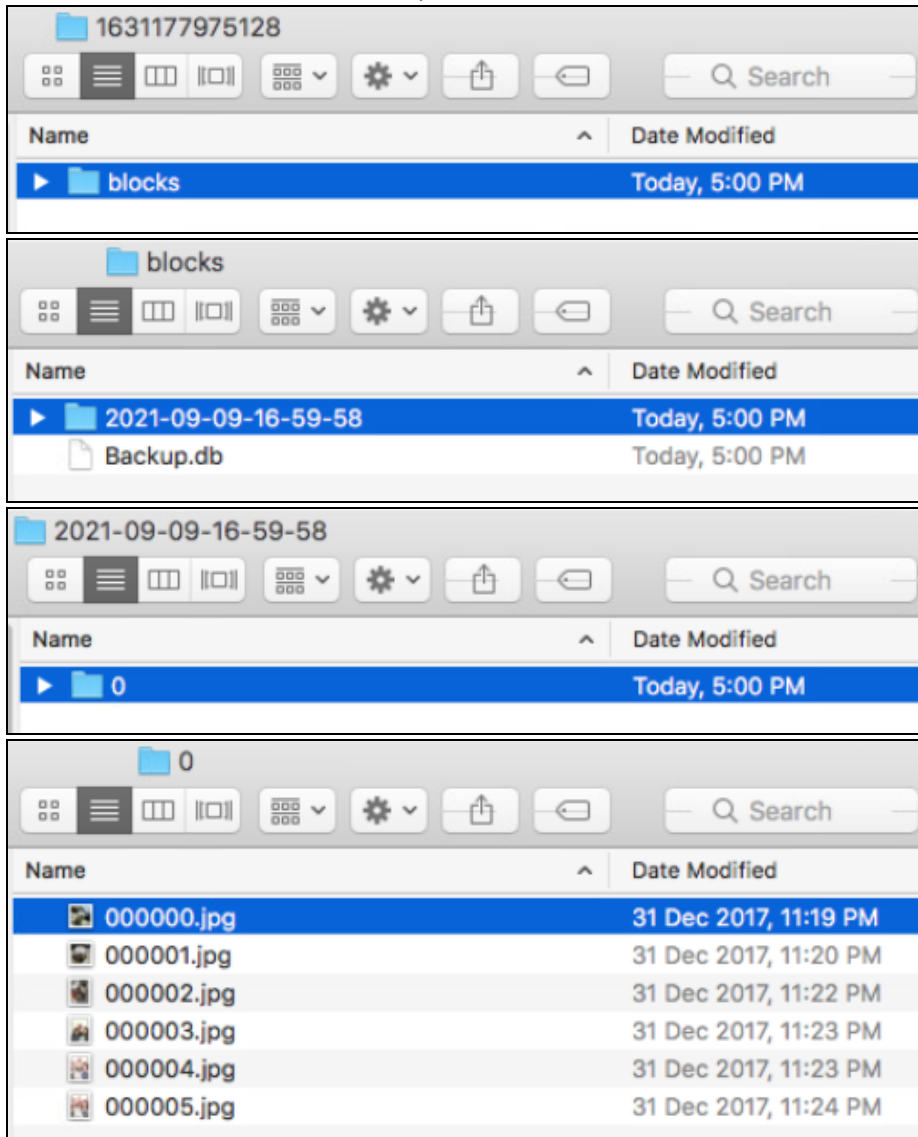 1631177975128
Search
Name Date Modified
blocks Today, 5:00 PM
blocks
Search
Name Date Modified
2021-09-09-16-59-58 Today, 5:00 PM
Backup.db Today, 5:00 PM
2021-09-09-16-59-58
Search
Name Date Modified
0 Today, 5:00 PM
0
Search
Name Date Modified
000000.jpg 31 Dec 2017, 11:19 PM
000001.jpg 31 Dec 2017, 11:20 PM
000002.jpg 31 Dec 2017, 11:22 PM
000003.jpg 31 Dec 2017, 11:23 PM
000004.jpg 31 Dec 2017, 11:23 PM
000005.jpg 31 Dec 2017, 11:24 PM